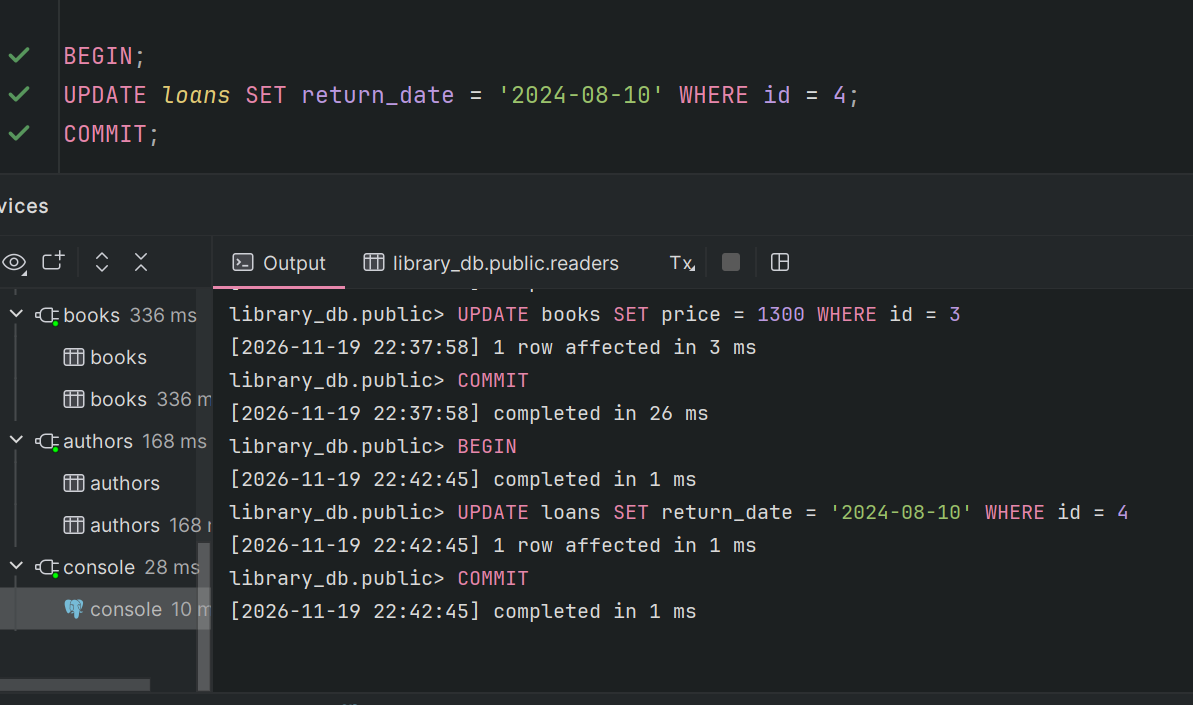 BEGIN;
UPDATE loans SET return_date = '2024-08-10' WHERE id = 4;
COMMIT;
vices
Output
library_db.public.readers
Tx
books 336 ms
books
books 336 m
authors 168 ms
authors
authors 168
console 28 ms
console 10 m
library_db.public> UPDATE books SET price = 1300 WHERE id = 3
[2026-11-19 22:37:58] 1 row affected in 3 ms
library_db.public> COMMIT
[2026-11-19 22:37:58] completed in 26 ms
library_db.public> BEGIN
[2026-11-19 22:42:45] completed in 1 ms
library_db.public> UPDATE loans SET return_date = '2024-08-10' WHERE id = 4
[2026-11-19 22:42:45] 1 row affected in 1 ms
library_db.public> COMMIT
[2026-11-19 22:42:45] completed in 1 ms